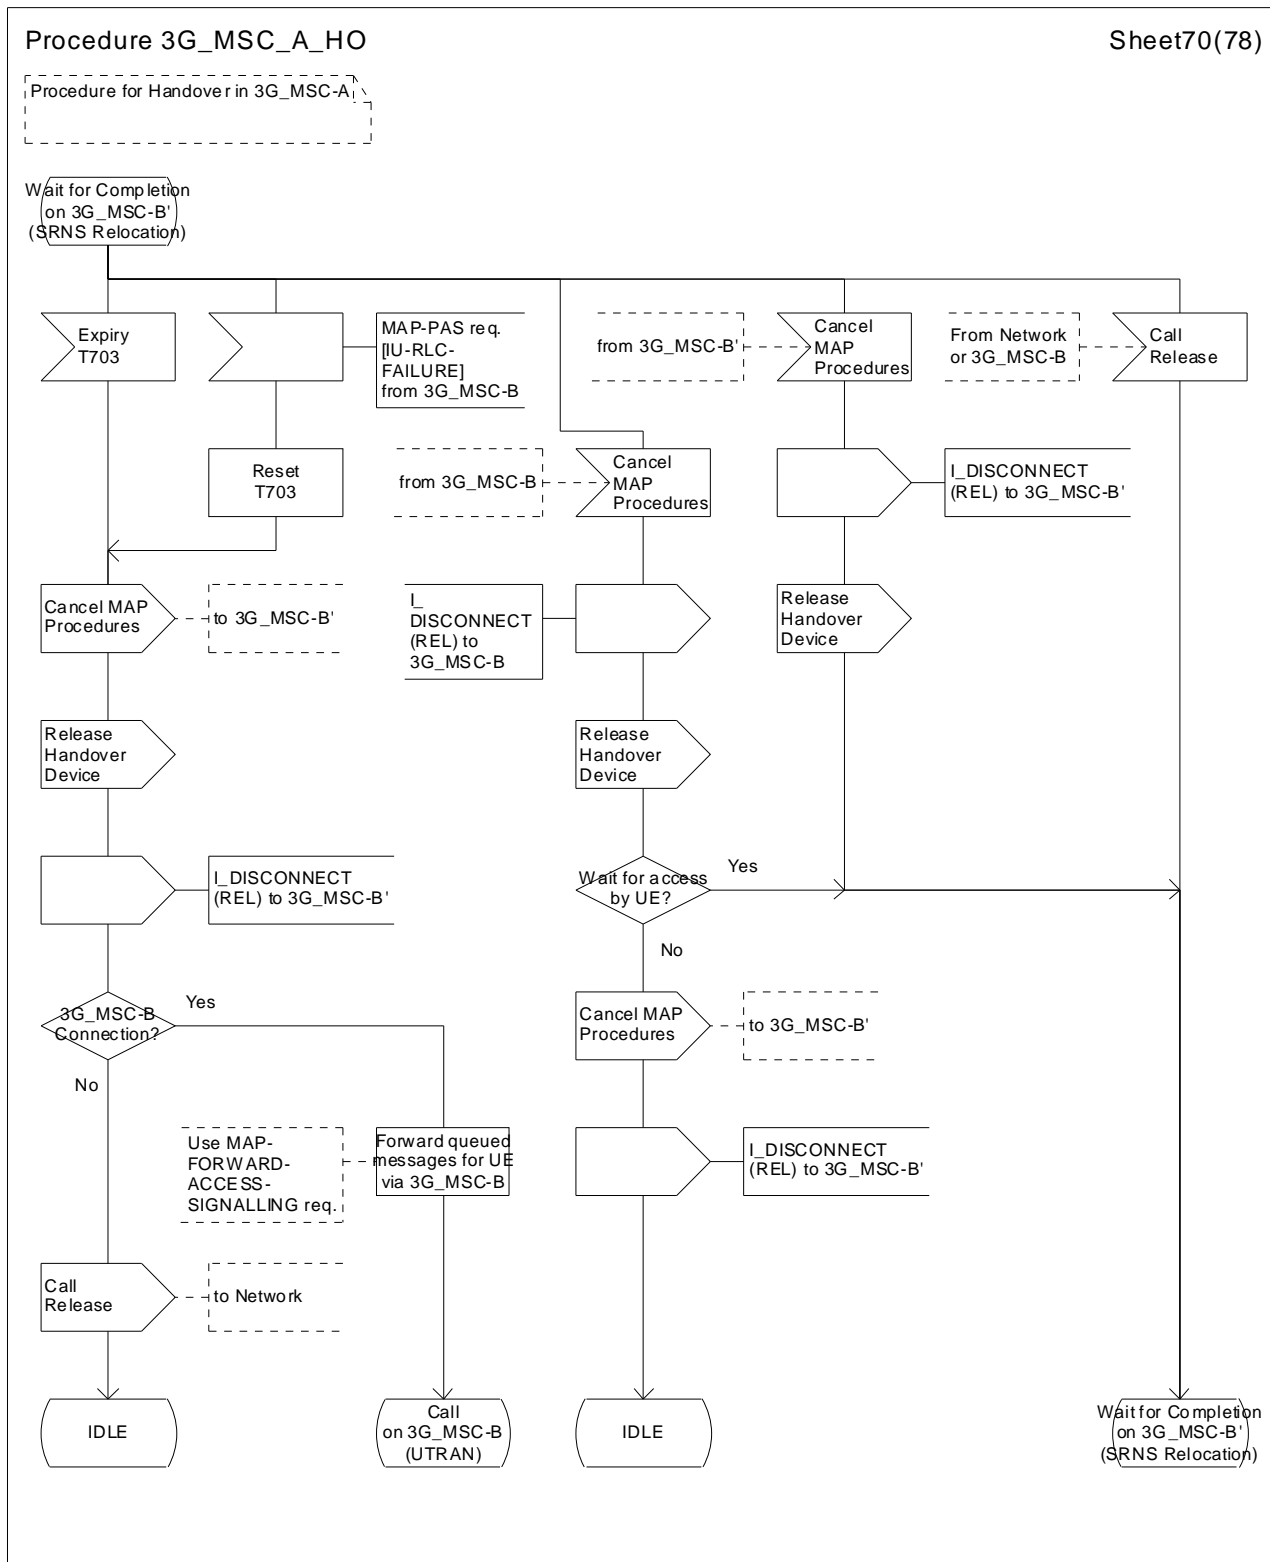 Procedure 3G_MSC_A_HO
Sheet70(78)
Procedure for Handover in 3G_MSC-A
Wait for Completion
on 3G_MSC-B'
(SRNS Relocation)
Expiry
T703
MAP-PAS req.
[IU-RLC-
FAILURE]
from 3G_MSC-B
from 3G_MSC-B'
Cancel
MAP
Procedures
From Network
or 3G_MSC-B
Call
Release
Reset
T703
from 3G_MSC-B
Cancel
MAP
Procedures
I_DISCONNECT
(REL) to 3G_MSC-B'
Cancel MAP
Procedures
to 3G_MSC-B'
I_
DISCONNECT
(REL) to
3G_MSC-B
Release
Handover
Device
Release
Handover
Device
Release
Handover
Device
I_DISCONNECT
(REL) to 3G_MSC-B'
Wait for access
by UE?
Yes
No
3G_MSC-B
Connection?
Yes
No
Cancel MAP
Procedures
to 3G_MSC-B'
Use MAP-
FORWARD-
ACCESS-
SIGNALLING req.
Forward queued
messages for UE
via 3G_MSC-B
I_DISCONNECT
(REL) to 3G_MSC-B'
Call
Release
to Network
IDLE
Call
on 3G_MSC-B
(UTRAN)
IDLE
Wait for Completion
on 3G_MSC-B'
(SRNS Relocation)